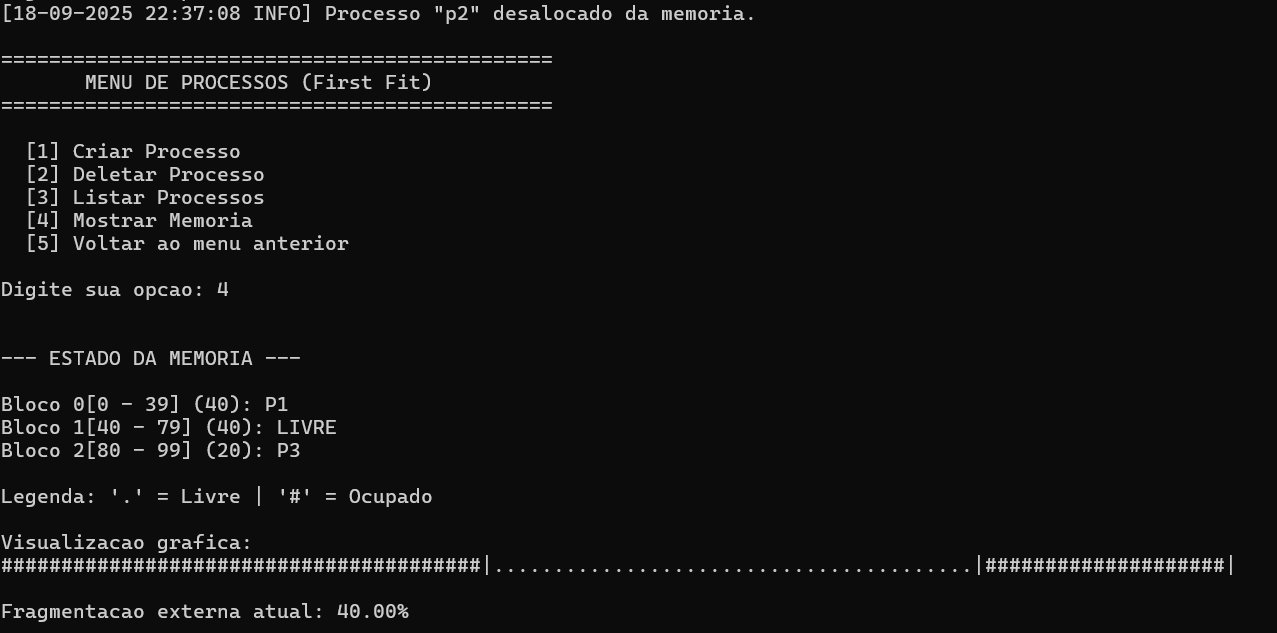 [18-09-2025 22:37:08 INFO] Processo "p2" desalocado da memoria.
==============================================
MENU DE PROCESSOS (First Fit)
==============================================
[1] Criar Processo
[2] Deletar Processo
[3] Listar Processos
[4] Mostrar Memoria
[5] Voltar ao menu anterior
Digite sua opcao: 4
--- ESTADO DA MEMORIA ---
Bloco 0[0 - 39] (40): P1
Bloco 1[40 - 79] (40): LIVRE
Bloco 2[80 - 99] (20): P3
Legenda: '.' = Livre | '#' = Ocupado
Visualizacao grafica:
########################################|........................................|####################|
Fragmentacao externa atual: 40.00%